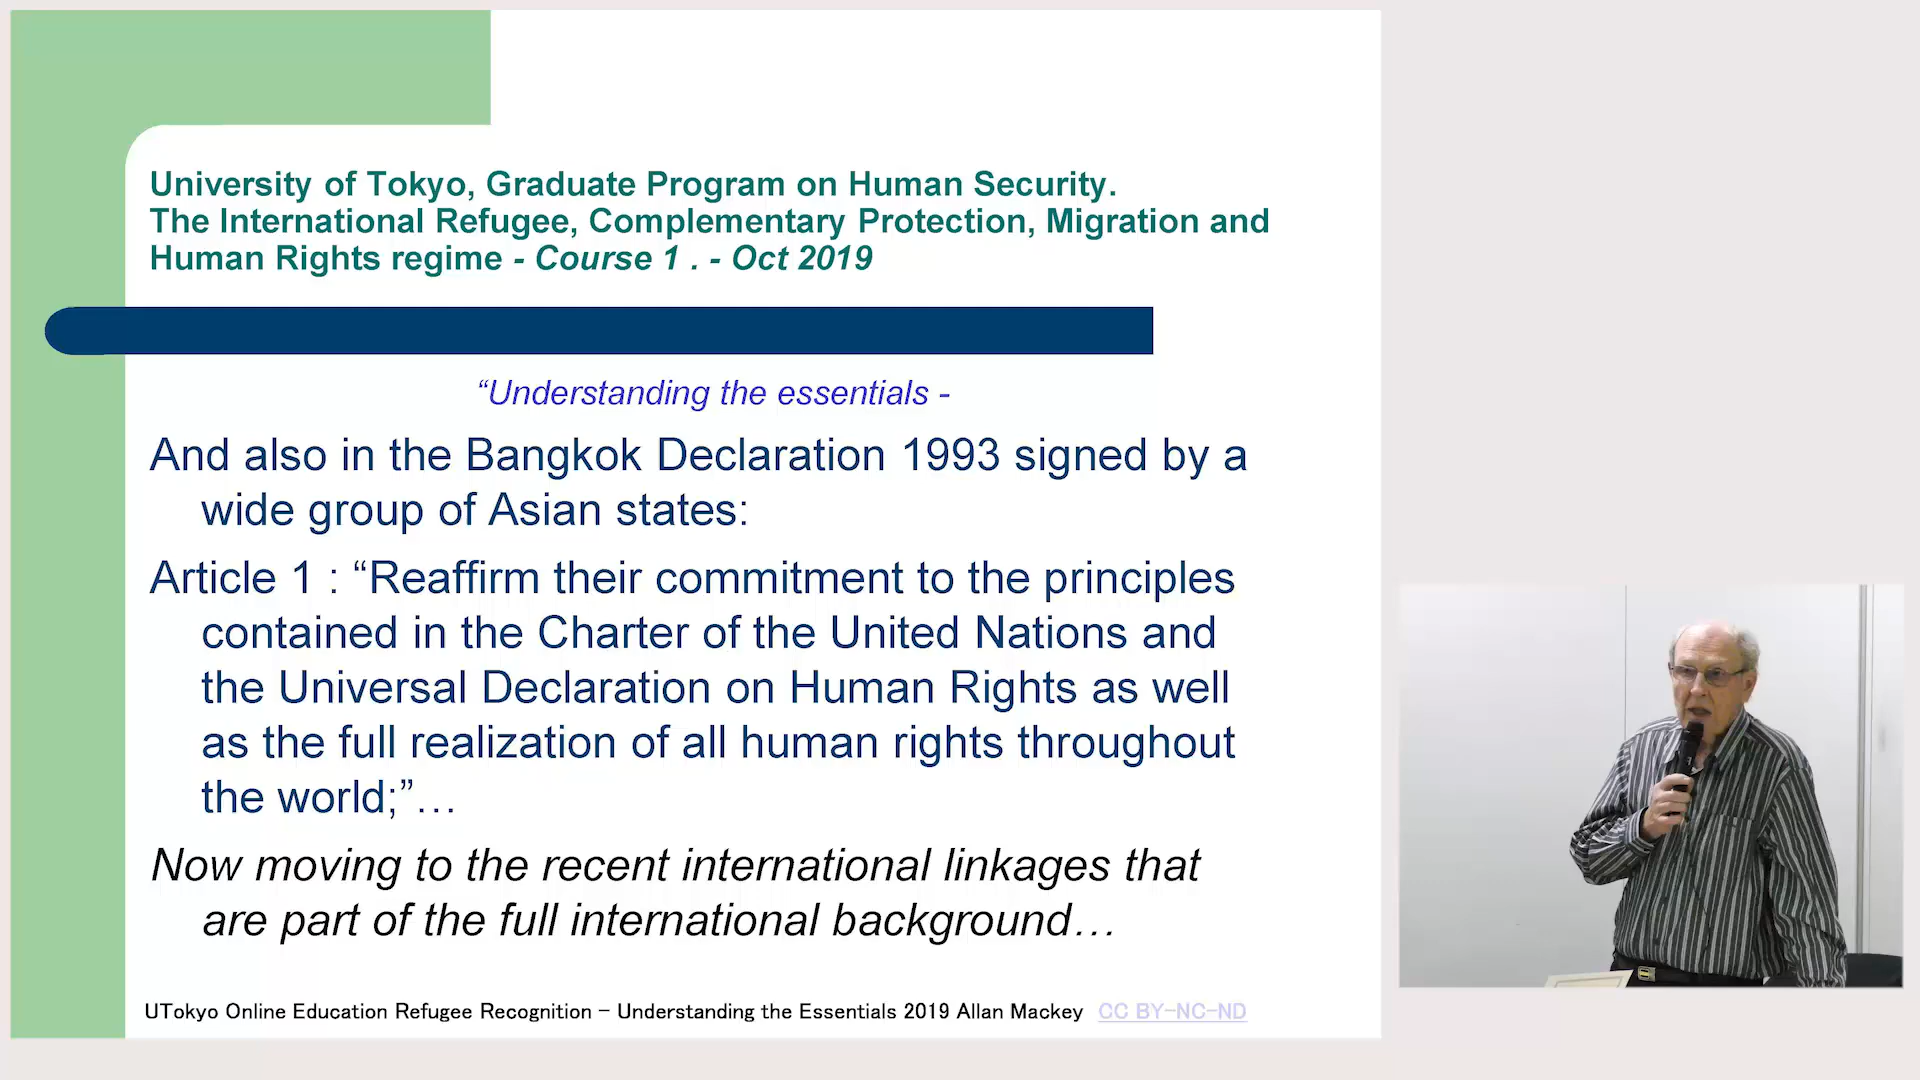 University of Tokyo, Graduate Program on Human Security.
The International Refugee, Complementary Protection, Migration and
Human Rights regime - Course 1 . - Oct 2019
“Understanding the essentials -
And also in the Bangkok Declaration 1993 signed by a
wide group of Asian states:
Article 1 : “Reaffirm their commitment to the principles
contained in the Charter of the United Nations and
the Universal Declaration on Human Rights as well
as the full realization of all human rights throughout
the world;”…
Now moving to the recent international linkages that
are part of the full international background…
UTokyo Online Education Refugee Recognition – Understanding the Essentials 2019 Allan Mackey CC BY-NC-ND